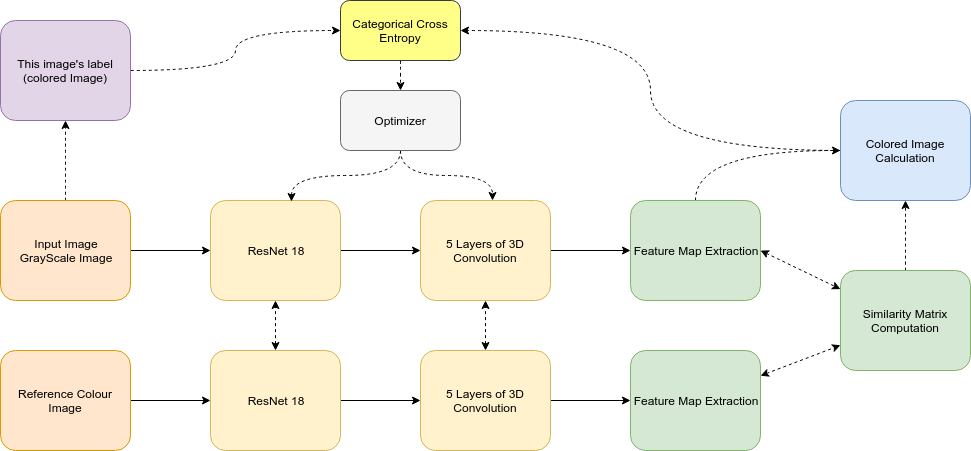 Categorical Cross
Entropy
This image's label
(colored Image)
Optimizer
Colored Image
Calculation
Input Image
GrayScale Image
ResNet 18
5 Layers of 3D
Convolution
Feature Map Extraction
Similarity Matrix
Computation
Reference Colour
Image
ResNet 18
5 Layers of 3D
Convolution
Feature Map Extraction